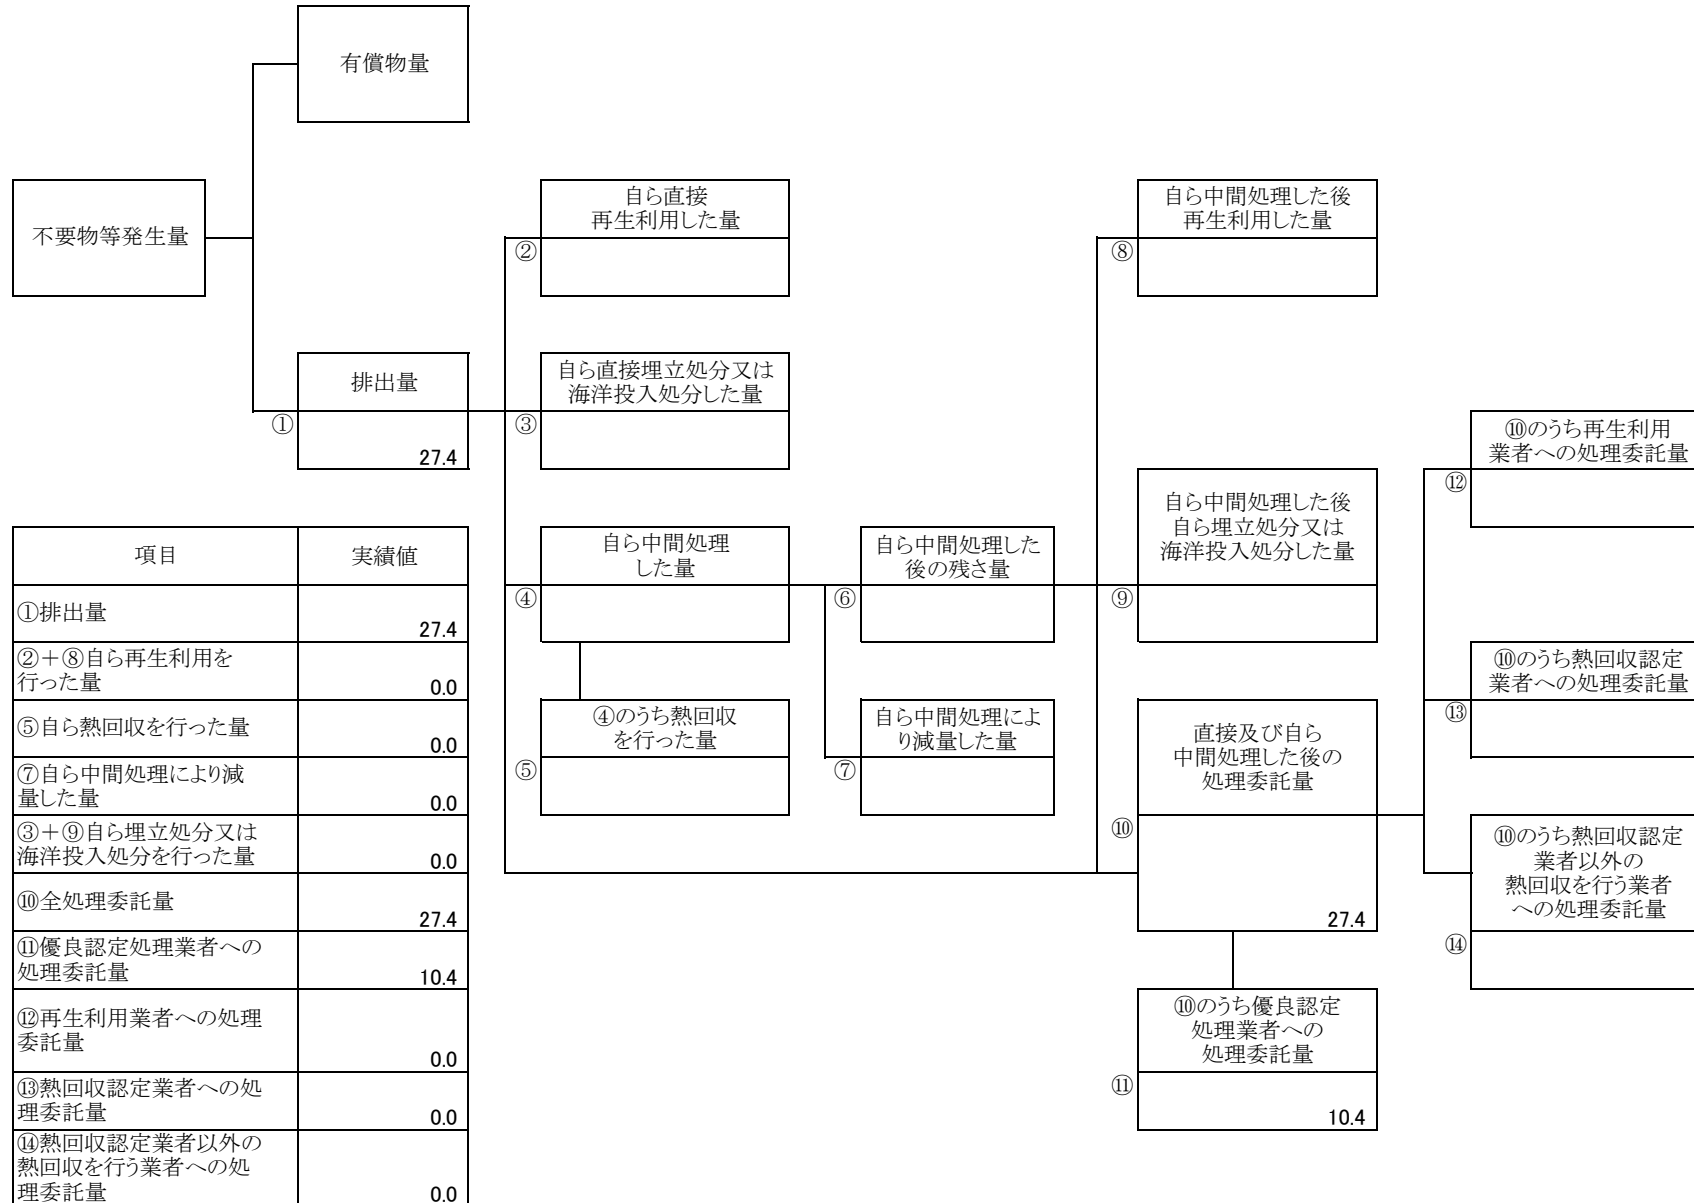 有償物量
不要物等発生量
自ら直接
再生利用した量
②
自ら中間処理した後
再生利用した量
⑧
排出量
①
27.4
自ら直接埋立処分又は
海洋投入処分した量
③
⑩のうち再生利用
業者への処理委託量
⑫
自ら中間処理した後
自ら埋立処分又は
海洋投入処分した量
⑨
自ら中間処理
した量
④
自ら中間処理した
後の残さ量
⑥
⑩のうち熱回収認定
業者への処理委託量
⑬
④のうち熱回収
を行った量
⑤
自ら中間処理によ
り減量した量
⑦
直接及び自ら
中間処理した後の
処理委託量
⑩
27.4
⑩のうち熱回収認定
業者以外の
熱回収を行う業者
への処理委託量
⑭
⑩のうち優良認定
処理業者への
処理委託量
⑪
10.4
項目 実績値
①排出量 27.4
②+⑧自ら再生利用を
行った量 0.0
⑤自ら熱回収を行った量 0.0
⑦自ら中間処理により減
量した量 0.0
③+⑨自ら埋立処分又は
海洋投入処分を行った量 0.0
⑩全処理委託量 27.4
⑪優良認定処理業者への
処理委託量 10.4
⑫再生利用業者への処理
委託量 0.0
⑬熱回収認定業者への処
理委託量 0.0
⑭熱回収認定業者以外の
熱回収を行う業者への処
理委託量 0.0